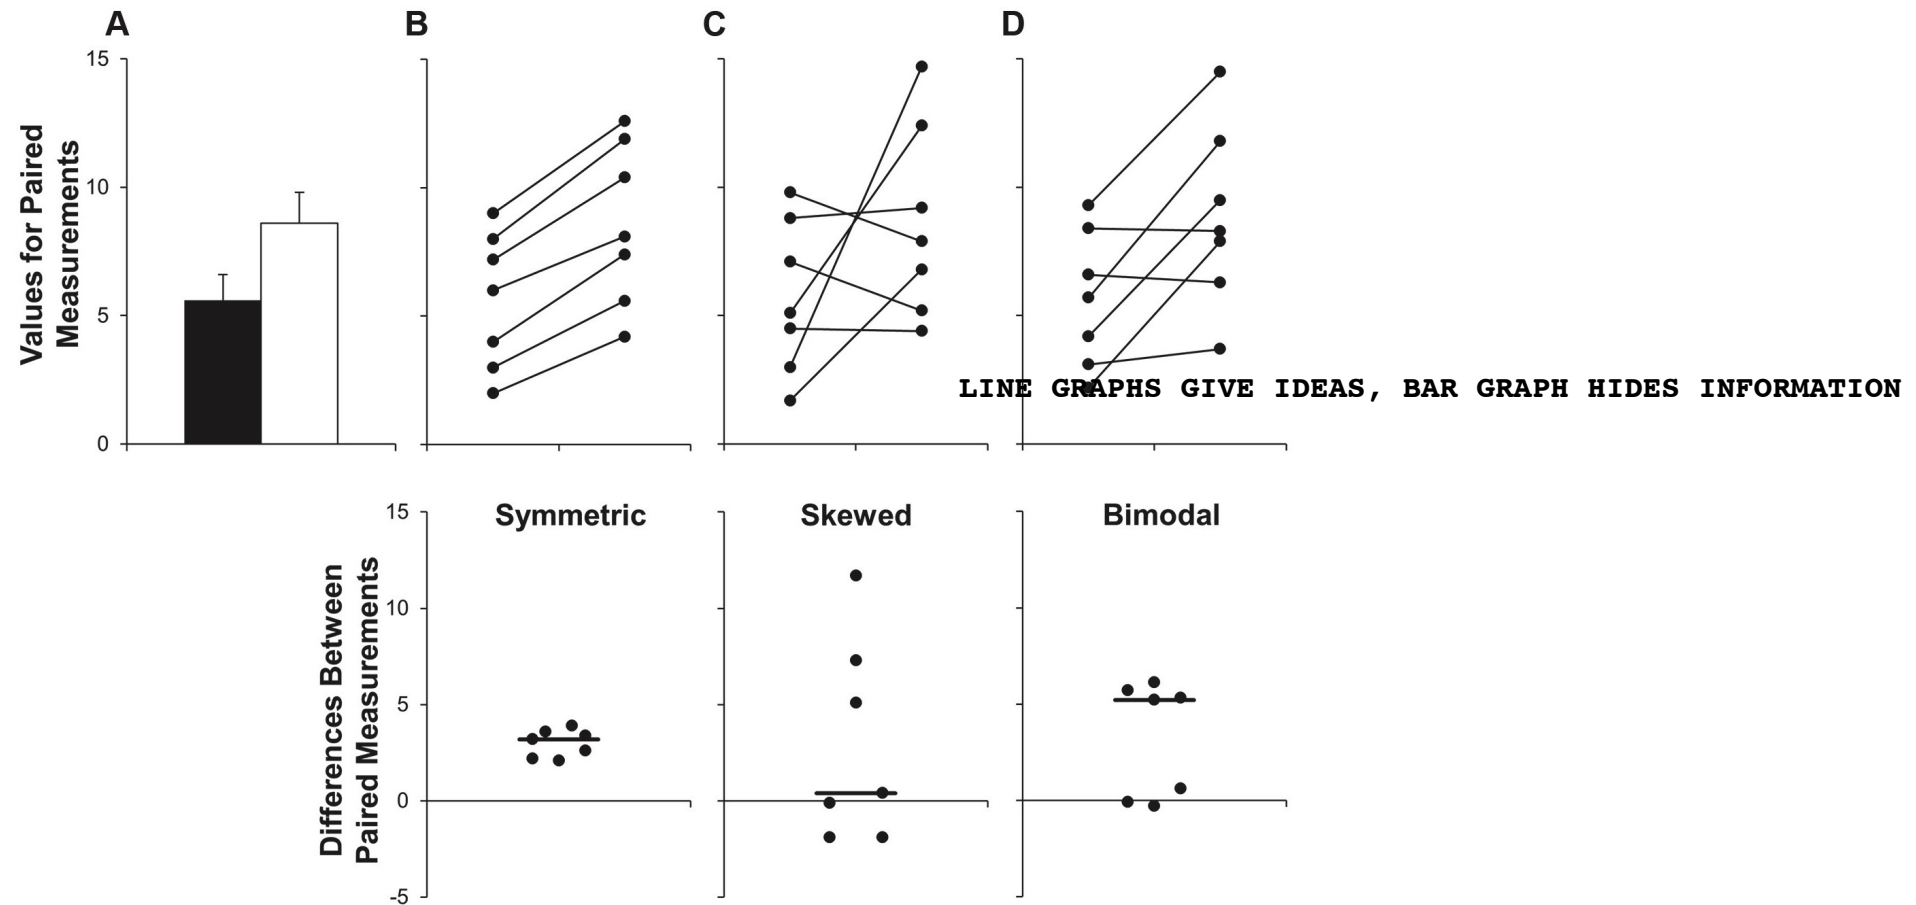 A
B
C
D
15
10
5
0
Values for Paired
Measurements
LINE GRAPHS GIVE IDEAS, BAR GRAPH HIDES INFORMATION
Symmetric
Skewed
Bimodal
15
10
5
0
-5
Differences Between
Paired Measurements